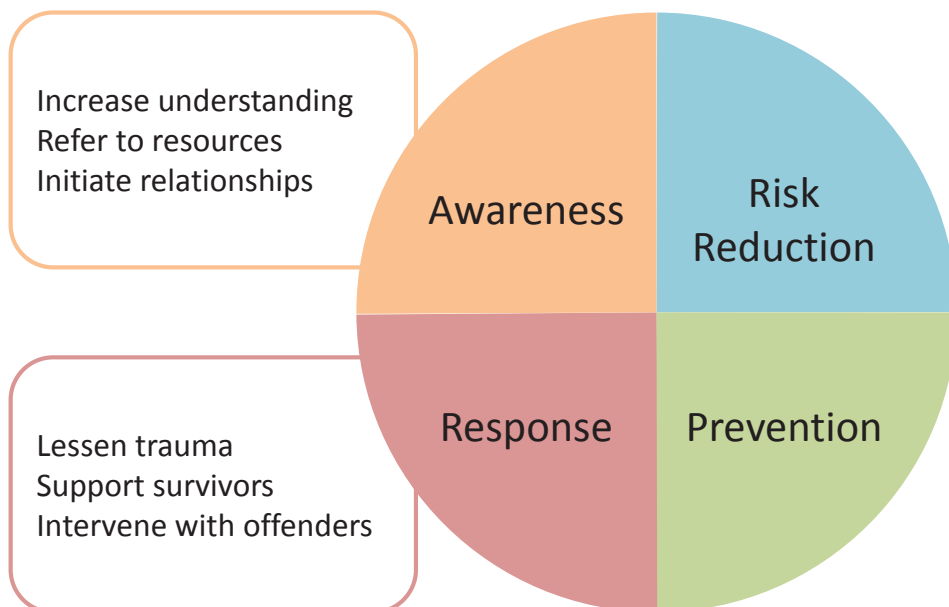 Increase understanding
Refer to resources
Initiate relationships
Awareness
Risk
Reduction
Lessen trauma
Support survivors
Intervene with offenders
Response
Prevention